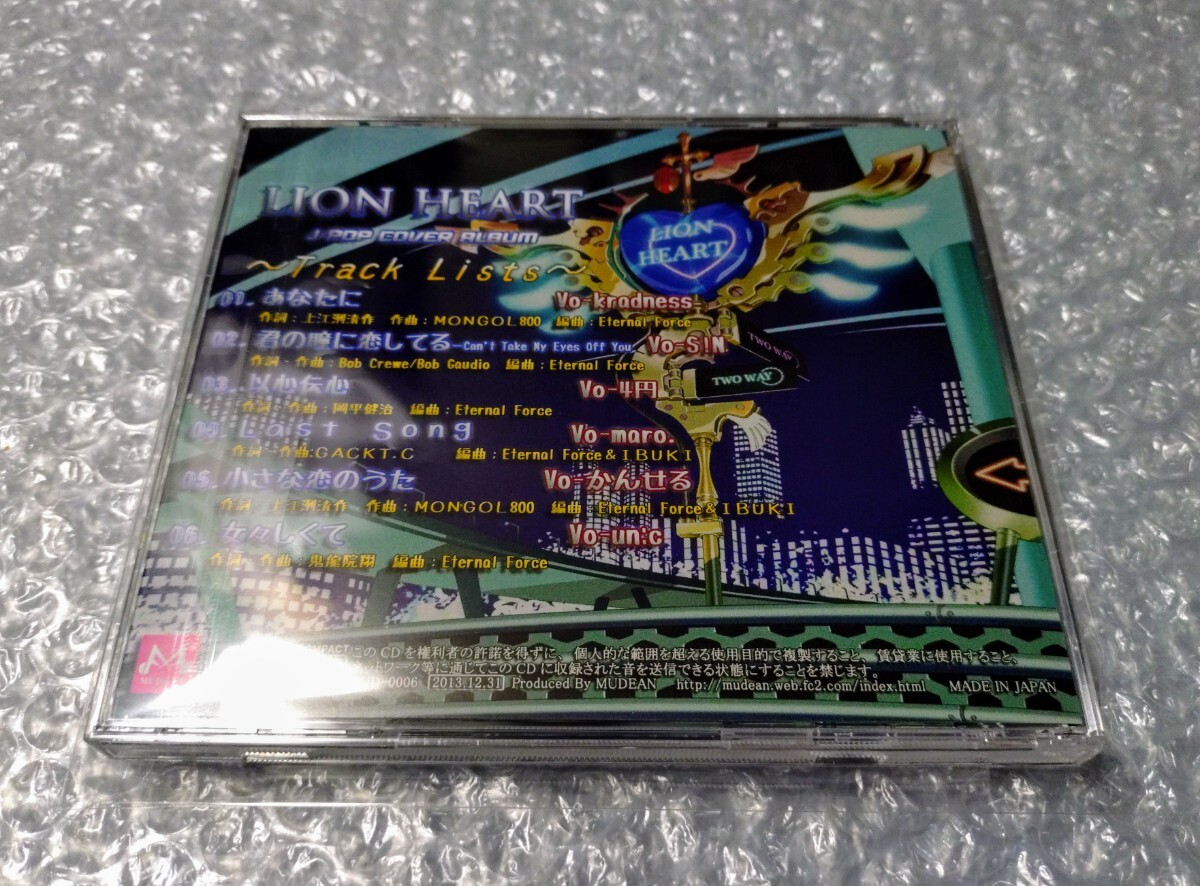 LION HEART
J-POP COVER ALBUM
～Track Lists～
01. あなたに Vo-kradness
作詞：上江洌清作 作曲：MONGOL800 編曲：Eternal Force
02. 君の瞳に恋してる-Can't Take My Eyes Off You Vo-S!N
作詞・作曲：Bob Crewe/Bob Gaudio 編曲：Eternal Force
03. 以心伝心 Vo-4円
作詞・作曲：岡平健治 編曲：Eternal Force
04. Last Song Vo-maro.
作詞・作曲:GACKT.C 編曲：Eternal Force＆IBUKI
05. 小さな恋のうた Vo-かんせる
作詞：上江洌清作 作曲：MONGOL800 編曲：Eternal Force＆IBUKI
06. 女々しくて Vo-un:c
作詞・作曲：鬼龍院翔 編曲：Eternal Force
LION
HEART
TWO WAY
TWO WAY
COMPACT このCDを権利者の許諾を得ずに、個人的な範囲を超える使用目的で複製すること、賃貸業に使用すること、
ネットワーク等に通じてこのCDに収録された音を送信できる状態にすることを禁じます。
0006 2013.12.31 Produced By MUDEAN http://mudean.web.fc2.com/index.html MADE IN JAPAN